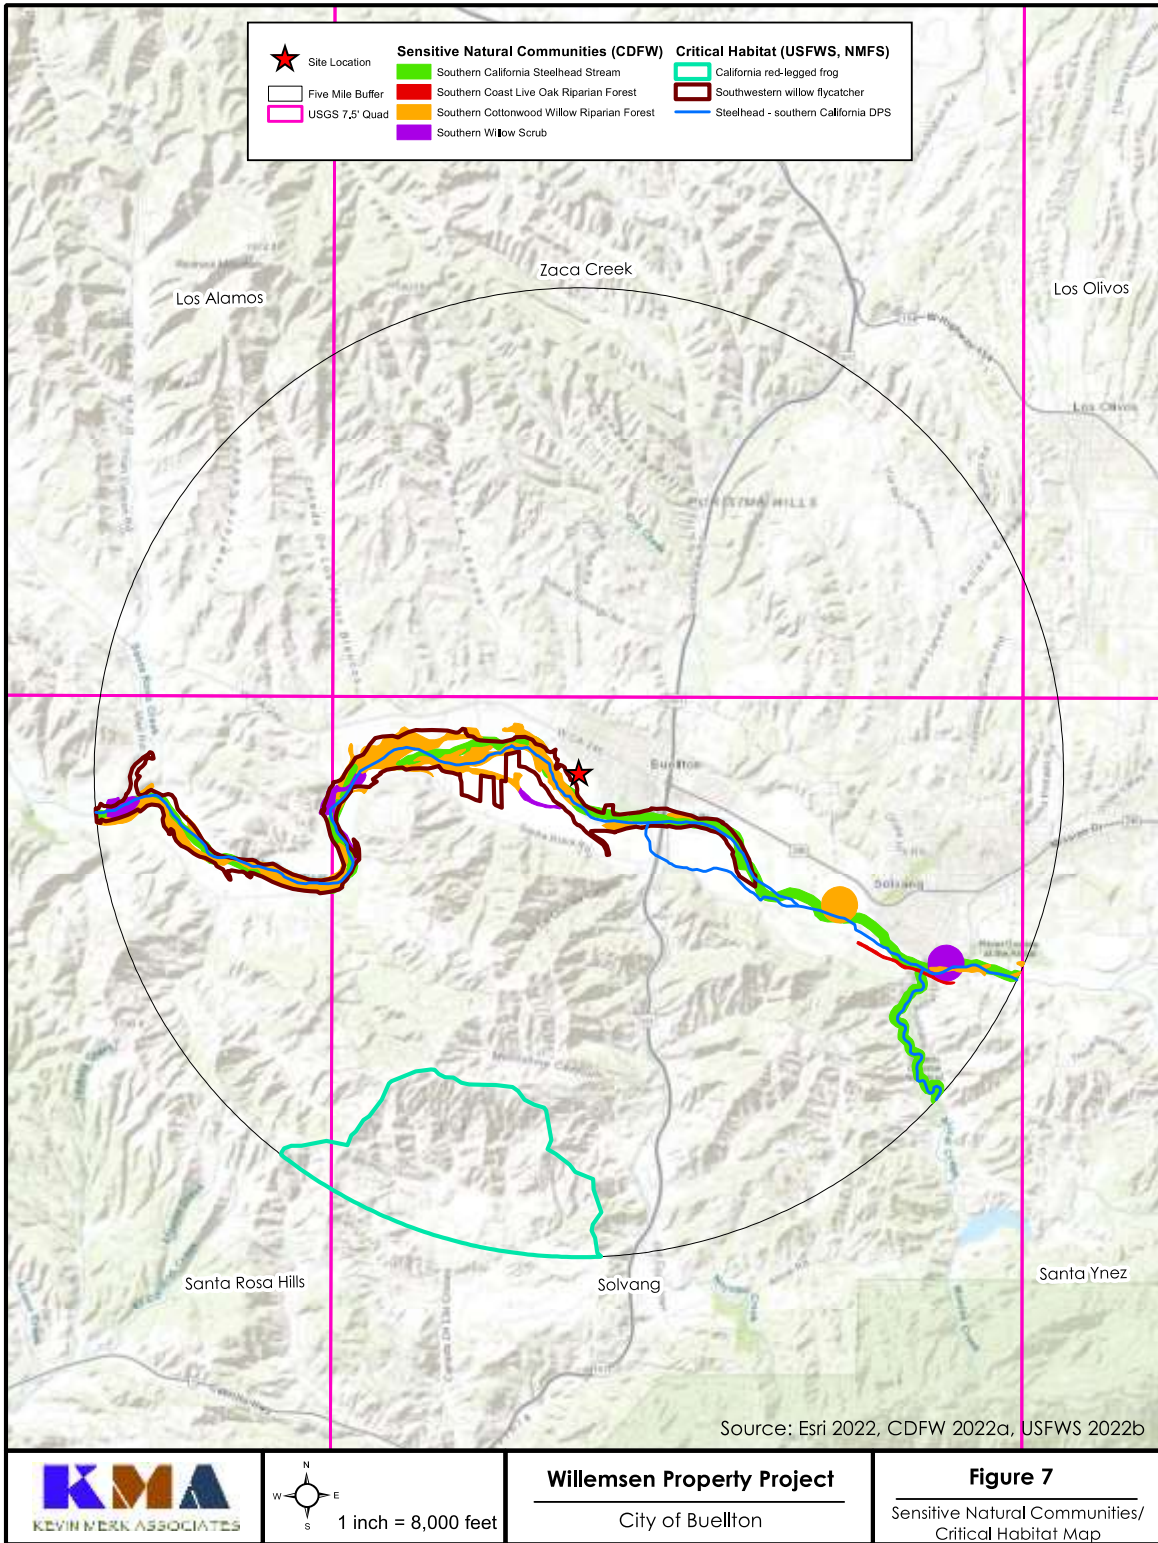 Site Location
Five Mile Buffer
USGS 7.5' Quad
Sensitive Natural Communities (CDFW)
Southern California Steelhead Stream
Southern Coast Live Oak Riparian Forest
Southern Cottonwood Willow Riparian Forest
Southern Willow Scrub
Critical Habitat (USFWS, NMFS)
California red-legged frog
Southwestern willow flycatcher
Steelhead - southern California DPS
Zaca Creek
Los Alamos
Los Olivos
Los Olivos
Buellton
Solvang
Santa Rosa Hills
Solvang
Santa Ynez
Source: Esri 2022, CDFW 2022a, USFWS 2022b
KMA
KEVIN MERK ASSOCIATES
N
W
E
S
1 inch = 8,000 feet
Willemsen Property Project
City of Buellton
Figure 7
Sensitive Natural Communities/
Critical Habitat Map